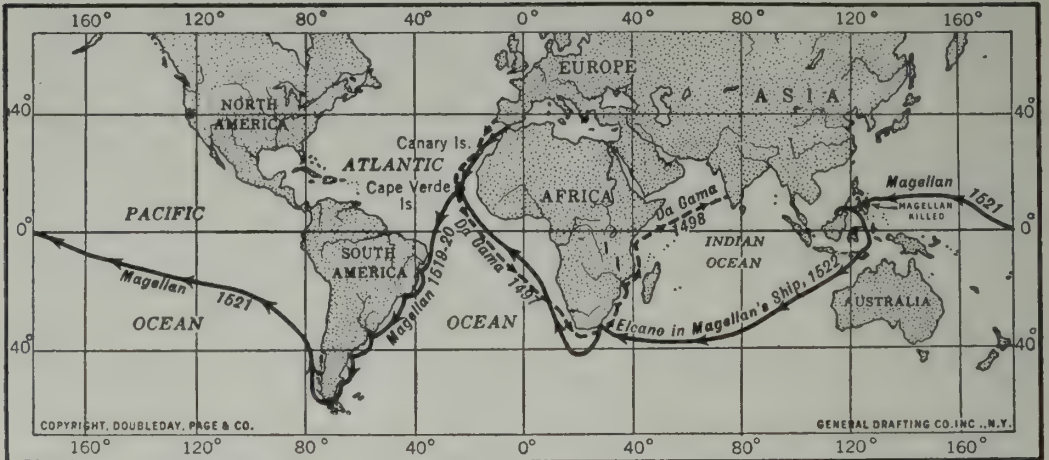 160° 120° 80° 40° 0° 40° 80° 120° 160°
EUROPE
ASIA
40° 40°
NORTH
AMERICA
Canary Is.
ATLANTIC
Cape Verde
Is
AFRICA
Magellan
1521
MAGELLAN
KILLED
PACIFIC
Da Gama
1498
0° 0°
SOUTH
AMERICA
Da Gama
1497
INDIAN
OCEAN
Magellan 1521
Magellan 1519-20
Elcano in Magellan's Ship, 1522
AUSTRALIA
OCEAN
OCEAN
40° 40°
COPYRIGHT, DOUBLEDAY, PAGE & CO.
GENERAL DRAFTING CO. INC., N.Y.
160° 120° 80° 40° 0° 40° 80° 120° 160°